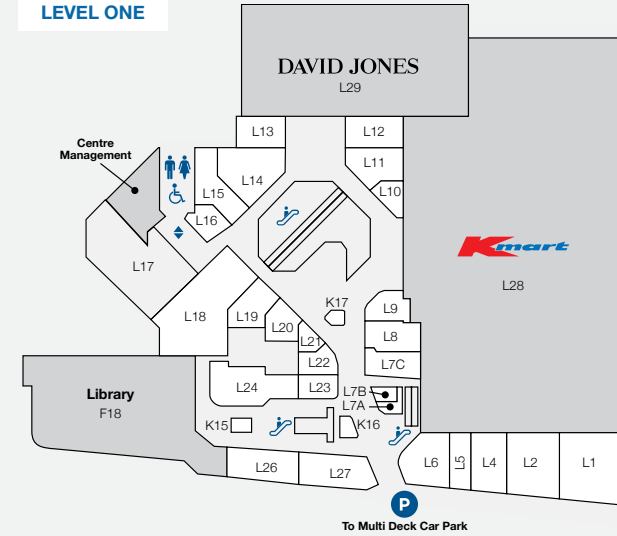 LEVEL ONE
DAVID JONES
L29
L13
L12
Centre
Management
L11
L14
L15
L10
L16
L17
Kmart
L28
K17
L9
L18
L19
L20
L21
L8
L22
L7C
Library
F18
L24
L23
L7B
L7A
K15
K16
L26
L27
L6
L5
L4
L2
L1
P
To Multi Deck Car Park